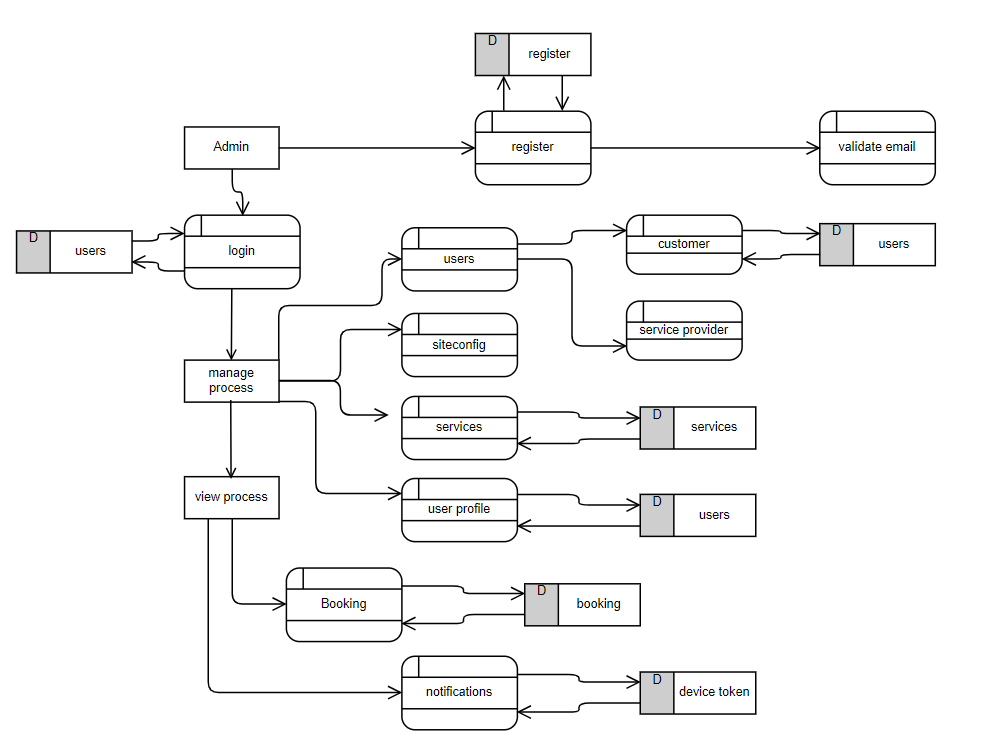 D
register
Admin
register
validate email
D
users
login
users
customer
D
users
siteconfig
service provider
manage
process
services
D
services
view process
user profile
D
users
Booking
D
booking
notifications
D
device token